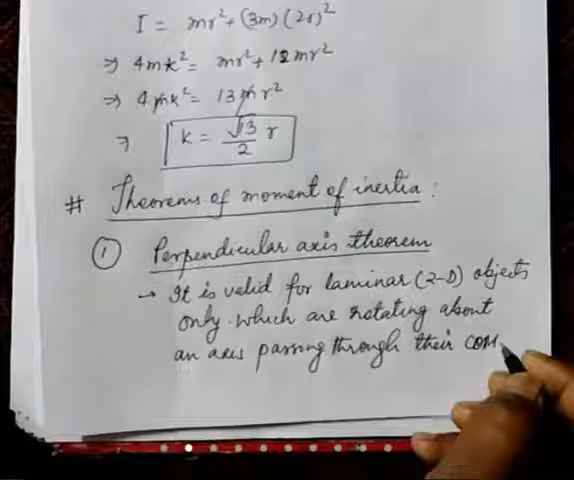 I = mr² + (3m)(2r)²
⇒ 4mk² = mr² + 12mr²
⇒ 4mk² = 13mr²
⇒ k = √13/2 r
# Theorems of moment of inertia :
① Perpendicular axis theorem
→ It is valid for laminar (2-D) objects
only which are rotating about
an axis passing through their COM